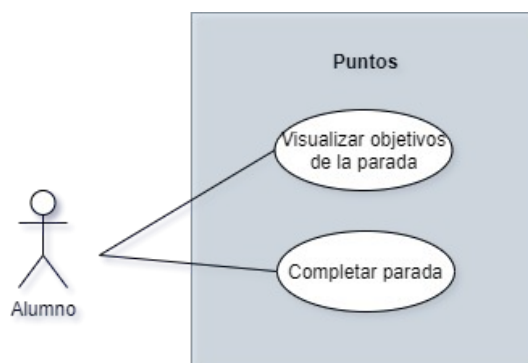 Puntos
Visualizar objetivos
de la parada
Completar parada
Alumno